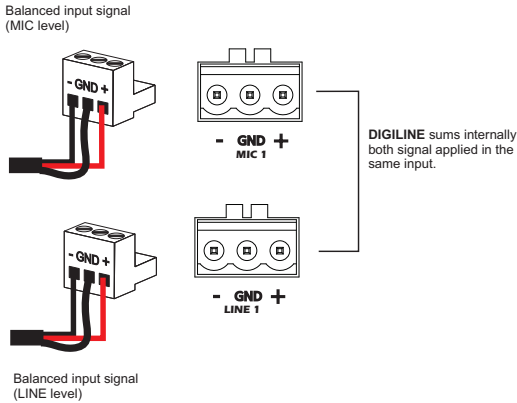 Balanced input signal
(MIC level)
- GND +
- GND +
MIC 1
DIGILINE sums internally
both signal applied in the
same input.
- GND +
- GND +
LINE 1
Balanced input signal
(LINE level)